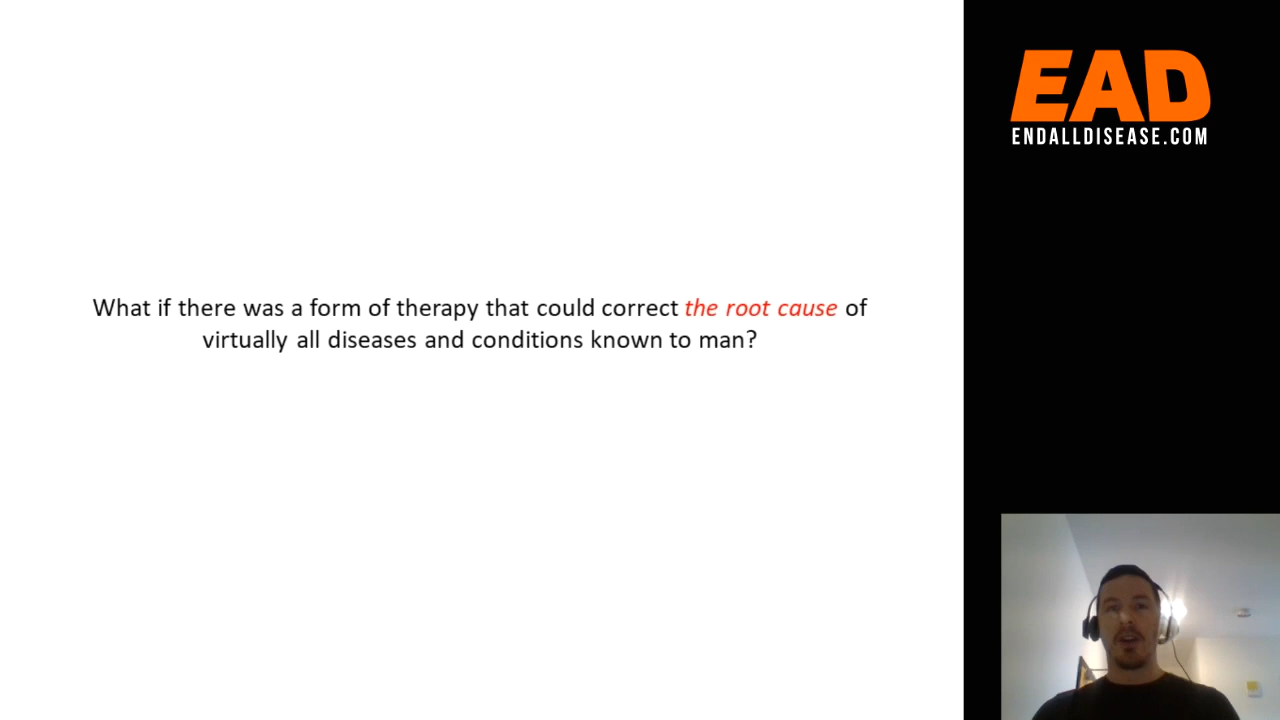 EAD
ENDALLDISEASE.COM
What if there was a form of therapy that could correct the root cause of
virtually all diseases and conditions known to man?